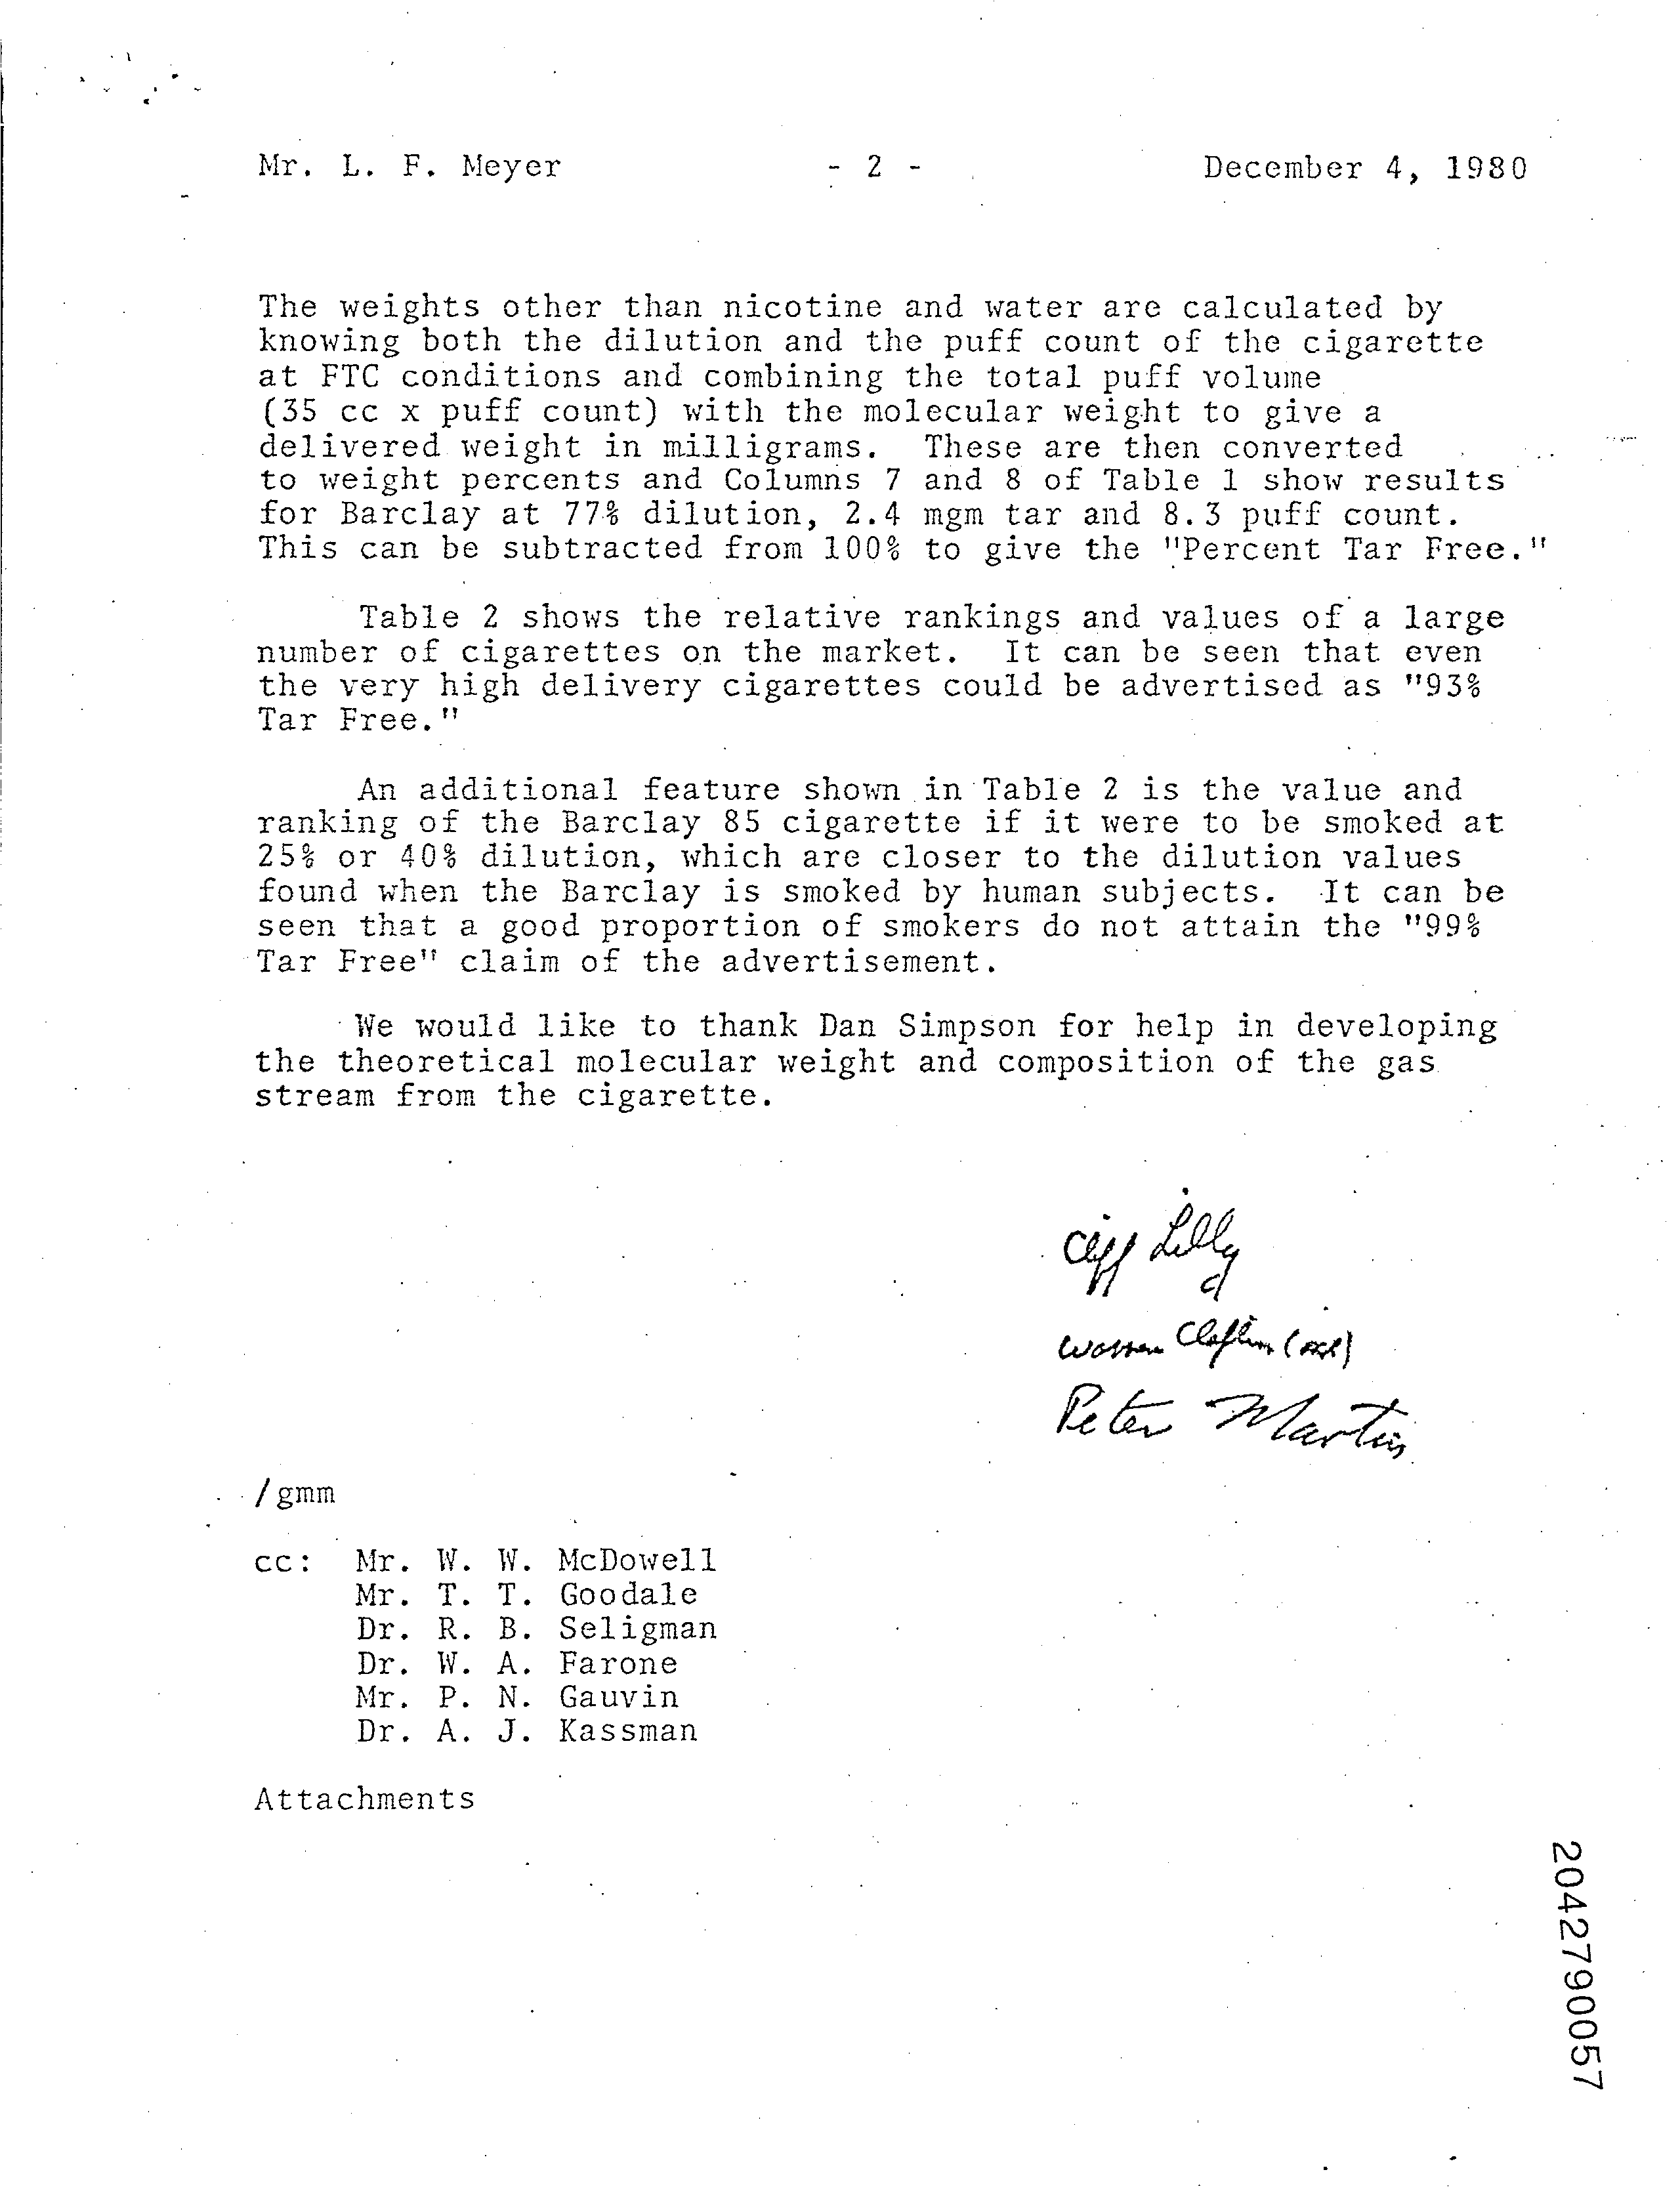 Mr. L. F. Meyer - 2 - December 4, 1980
The weights other than nicotine and water are calculated by
knowing both the dilution and the puff count of the cigarette
at FTC conditions and combining the total puff volume
(35 cc x puff count) with the molecular weight to give a
delivered weight in milligrams. These are then converted
to weight percents and Columns 7 and 8 of Table 1 show results
for Barclay at 77% dilution, 2.4 mgm tar and 8.3 puff count.
This can be subtracted from 100% to give the "Percent Tar Free."
Table 2 shows the relative rankings and values of a large
number of cigarettes on the market. It can be seen that even
the very high delivery cigarettes could be advertised as "93%
Tar Free."
An additional feature shown in Table 2 is the value and
ranking of the Barclay 85 cigarette if it were to be smoked at
25% or 40% dilution, which are closer to the dilution values
found when the Barclay is smoked by human subjects. It can be
seen that a good proportion of smokers do not attain the "99%
Tar Free" claim of the advertisement.
We would like to thank Dan Simpson for help in developing
the theoretical molecular weight and composition of the gas
stream from the cigarette.
Cliff Lilly
Warren Claflin
Peter Martin
/gmm
cc: Mr. W. W. McDowell
Mr. T. T. Goodale
Dr. R. B. Seligman
Dr. W. A. Farone
Mr. P. N. Gauvin
Dr. A. J. Kassman
Attachments
2042790057